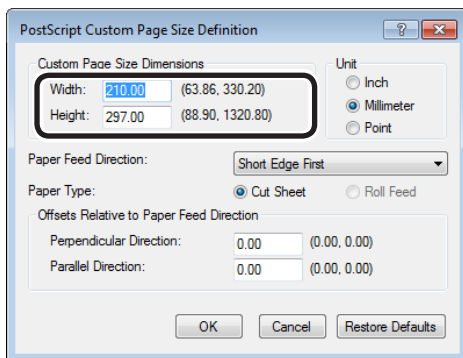 PostScript Custom Page Size Definition
Custom Page Size Dimensions
Width: 210.00 (63.86, 330.20)
Height: 297.00 (88.90, 1320.80)
Unit
Inch
Millimeter
Point
Paper Feed Direction: Short Edge First
Paper Type: Cut Sheet Roll Feed
Offsets Relative to Paper Feed Direction
Perpendicular Direction: 0.00 (0.00, 0.00)
Parallel Direction: 0.00 (0.00, 0.00)
OK Cancel Restore Defaults